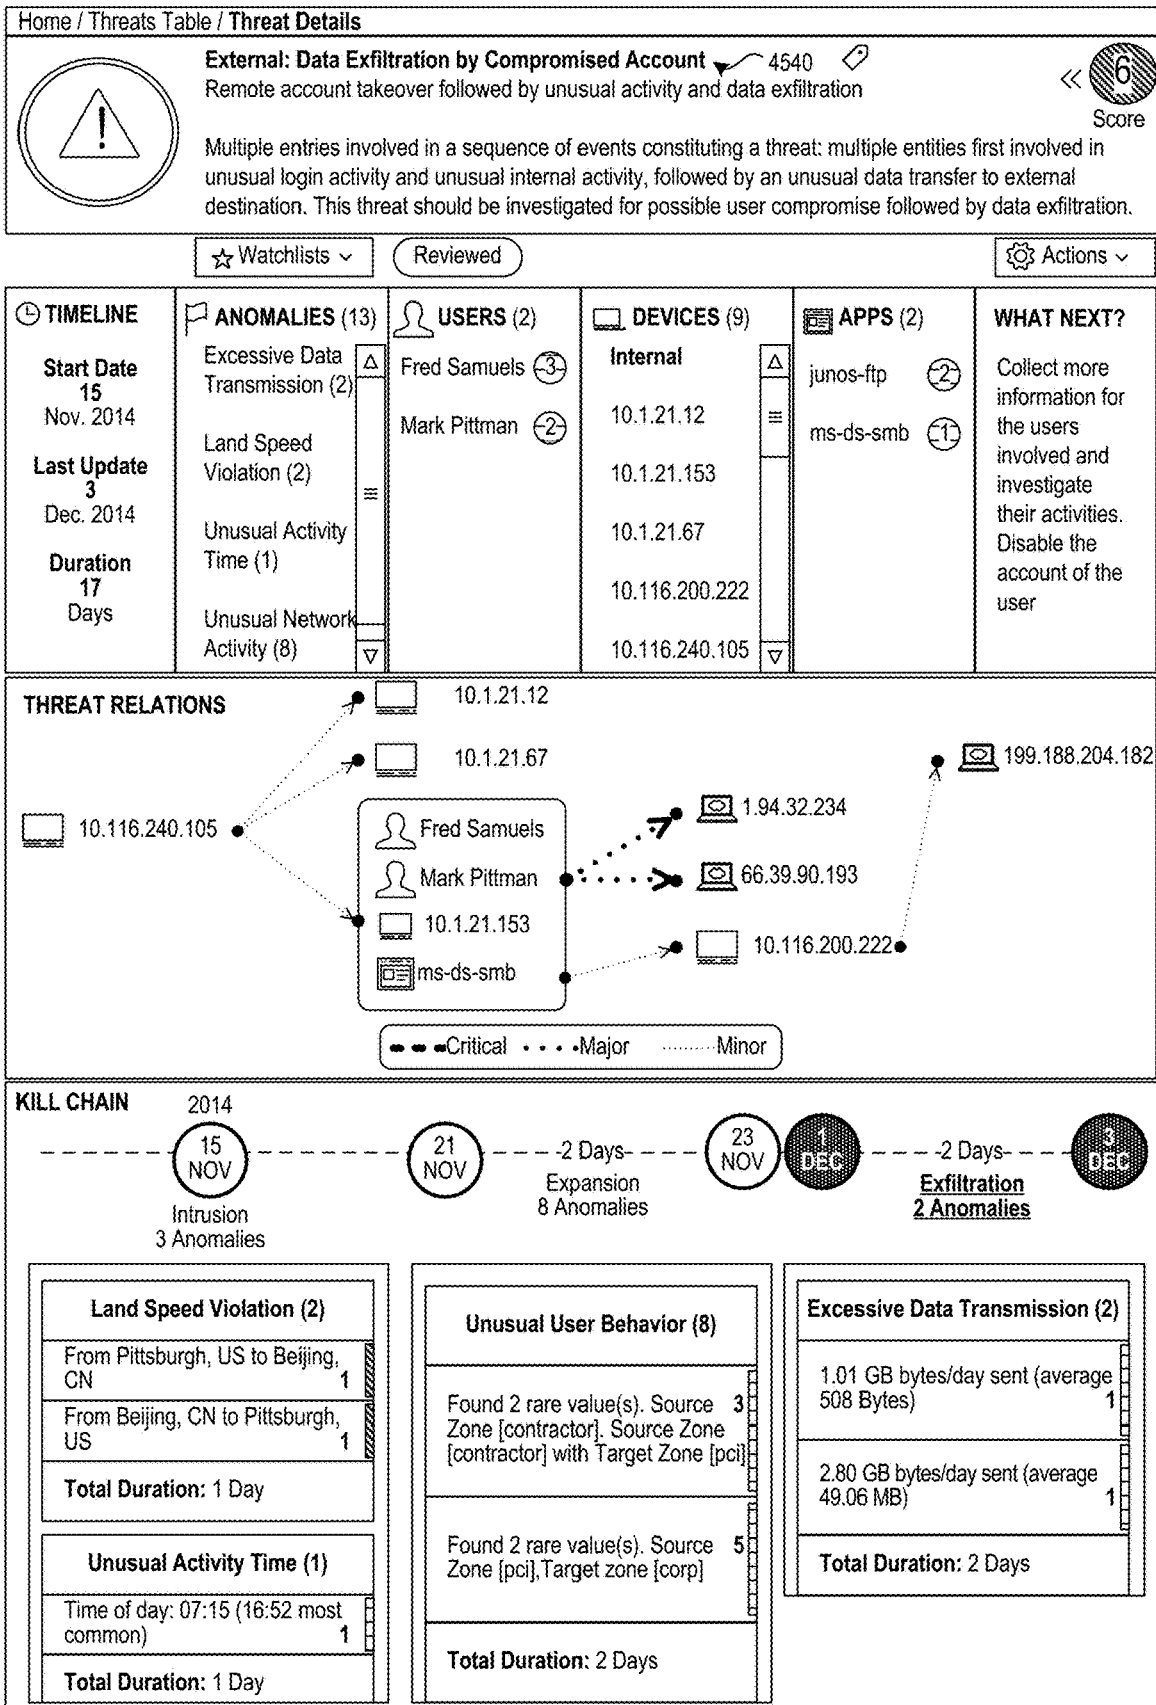 Home / Threats Table / Threat Details
External: Data Exfiltration by Compromised Account 4540
Remote account takeover followed by unusual activity and data exfiltration
6
Score
Multiple entries involved in a sequence of events constituting a threat: multiple entities first involved in
unusual login activity and unusual internal activity, followed by an unusual data transfer to external
destination. This threat should be investigated for possible user compromise followed by data exfiltration.
Watchlists
Reviewed
Actions
TIMELINE
Start Date
15
Nov. 2014
Last Update
3
Dec. 2014
Duration
17
Days
ANOMALIES (13)
Excessive Data
Transmission (2)
Land Speed
Violation (2)
Unusual Activity
Time (1)
Unusual Network
Activity (8)
USERS (2)
Fred Samuels 3
Mark Pittman 2
DEVICES (9)
Internal
10.1.21.12
10.1.21.153
10.1.21.67
10.116.200.222
10.116.240.105
APPS (2)
junos-ftp 2
ms-ds-smb 1
WHAT NEXT?
Collect more
information for
the users
involved and
investigate
their activities.
Disable the
account of the
user
THREAT RELATIONS
10.1.21.12
10.1.21.67
199.188.204.182
1.94.32.234
10.116.240.105
Fred Samuels
Mark Pittman
66.39.90.193
10.1.21.153
10.116.200.222
ms-ds-smb
Critical Major Minor
KILL CHAIN
2014
15
NOV
Intrusion
3 Anomalies
21
NOV
2 Days
Expansion
8 Anomalies
23
NOV
1
DEC
2 Days
Exfiltration
2 Anomalies
3
DEC
Land Speed Violation (2)
From Pittsburgh, US to Beijing,
CN 1
From Beijing, CN to Pittsburgh,
US 1
Total Duration: 1 Day
Unusual Activity Time (1)
Time of day: 07:15 (16:52 most
common) 1
Total Duration: 1 Day
Unusual User Behavior (8)
Found 2 rare value(s). Source 3
Zone [contractor]. Source Zone
[contractor] with Target Zone [pci]
Found 2 rare value(s). Source 5
Zone [pci],Target zone [corp]
Total Duration: 2 Days
Excessive Data Transmission (2)
1.01 GB bytes/day sent (average
508 Bytes) 1
2.80 GB bytes/day sent (average
49.06 MB) 1
Total Duration: 2 Days